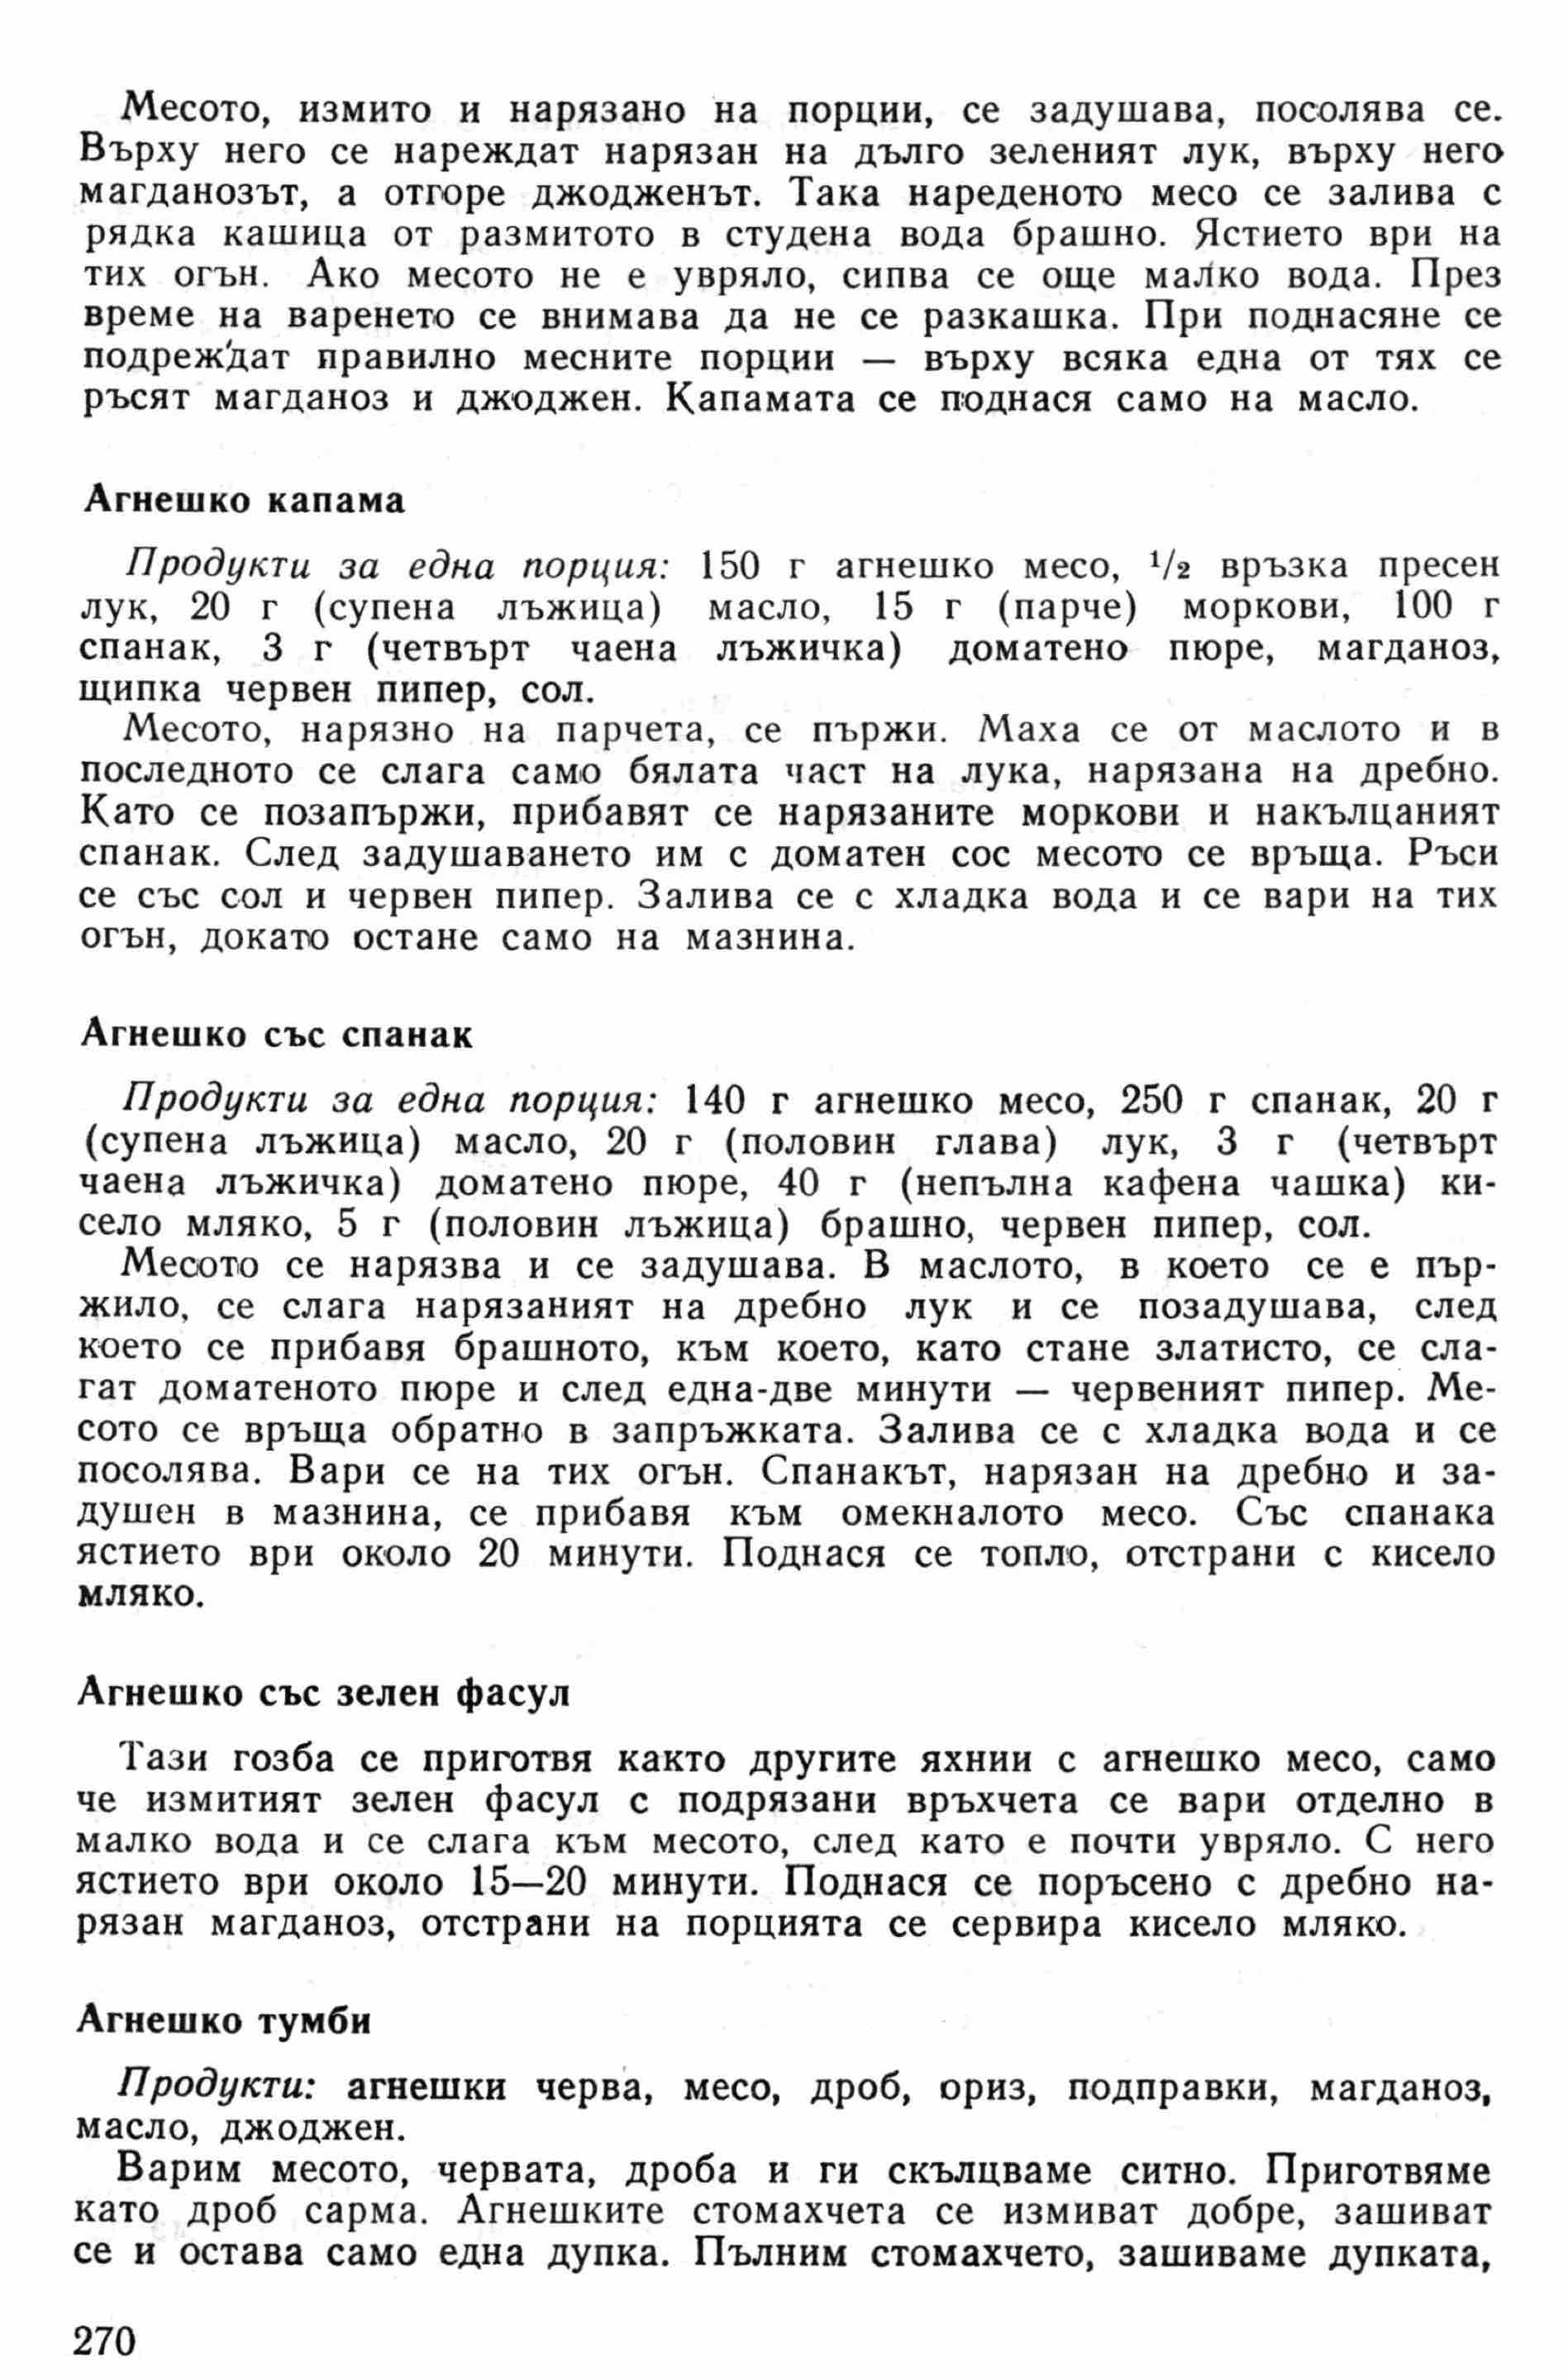 Месото, измито и нарязано на порции, се задушава, посолява се.
Върху него се нареждат нарязан на дълго зеленият лук, върху него
магданозът, а отгоре джодженът. Така нареденото месо се залива с
рядка кашица от размитото в студена вода брашно. Ястието ври на
тих огън. Ако месото не е увряло, сипва се още малко вода. През
време на варенето се внимава да не се разкашка. При поднасяне се
подреждат правилно месните порции — върху всяка една от тях се
ръсят магданоз и джоджен. Капамата се поднася само на масло.
Агнешко капама
Продукти за една порция: 150 г агнешко месо, 1/2 връзка пресен
лук, 20 г (супена лъжица) масло, 15 г (парче) моркови, 100 г
спанак, 3 г (четвърт чаена лъжичка) доматено пюре, магданоз,
щипка червен пипер, сол.
Месото, нарязно на парчета, се пържи. Маха се от маслото и в
последното се слага само бялата част на лука, нарязана на дребно.
Като се позапържи, прибавят се нарязаните моркови и накълцаният
спанак. След задушаването им с доматен сос месото се връща. Ръси
се със сол и червен пипер. Залива се с хладка вода и се вари на тих
огън, докато остане само на мазнина.
Агнешко със спанак
Продукти за една порция: 140 г агнешко месо, 250 г спанак, 20 г
(супена лъжица) масло, 20 г (половин глава) лук, 3 г (четвърт
чаена лъжичка) доматено пюре, 40 г (непълна кафена чашка) ки-
село мляко, 5 г (половин лъжица) брашно, червен пипер, сол.
Месото се нарязва и се задушава. В маслото, в което се е пър-
жило, се слага нарязаният на дребно лук и се позадушава, след
което се прибавя брашното, към което, като стане златисто, се сла-
гат доматеното пюре и след една-две минути — червеният пипер. Ме-
сото се връща обратно в запръжката. Залива се с хладка вода и се
посолява. Вари се на тих огън. Спанакът, нарязан на дребно и за-
душен в мазнина, се прибавя към омекналото месо. Със спанака
ястието ври около 20 минути. Поднася се топло, отстрани с кисело
мляко.
Агнешко със зелен фасул
Тази гозба се приготвя както другите яхнии с агнешко месо, само
че измитият зелен фасул с подрязани връхчета се вари отделно в
малко вода и се слага към месото, след като е почти увряло. С него
ястието ври около 15—20 минути. Поднася се поръсено с дребно на-
рязан магданоз, отстрани на порцията се сервира кисело мляко.
Агнешко тумби
Продукти: агнешки черва, месо, дроб, ориз, подправки, магданоз,
масло, джоджен.
Варим месото, червата, дроба и ги скълцваме ситно. Приготвяме
като дроб сарма. Агнешките стомахчета се измиват добре, зашиват
се и остава само една дупка. Пълним стомахчето, зашиваме дупката,
270